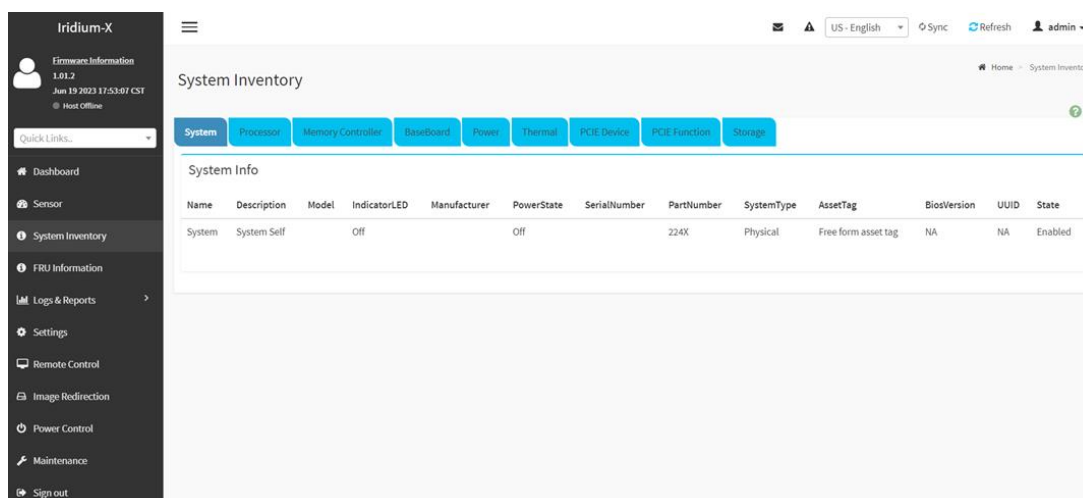 Iridium-X
US - English
Sync
Refresh
admin
Firmware Information
1.01.2
Jun 19 2023 17:53:07 CST
Host Offline
Quick Links..
Dashboard
Sensor
System Inventory
FRU Information
Logs & Reports
Settings
Remote Control
Image Redirection
Power Control
Maintenance
Sign out
System Inventory
Home > System Invento
System Processor Memory Controller BaseBoard Power Thermal PCIE Device PCIE Function Storage
System Info
Name Description Model IndicatorLED Manufacturer PowerState SerialNumber PartNumber SystemType AssetTag BiosVersion UUID State
System System Self Off Off 224X Physical Free form asset tag NA NA Enabled